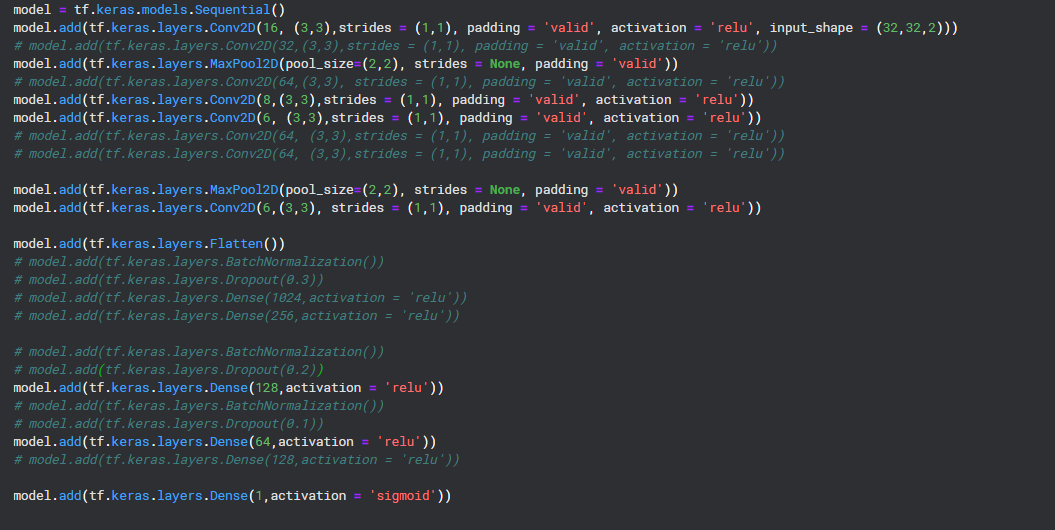 model = tf.keras.models.Sequential()
model.add(tf.keras.layers.Conv2D(16, (3,3),strides = (1,1), padding = 'valid', activation = 'relu', input_shape = (32,32,2)))
# model.add(tf.keras.layers.Conv2D(32,(3,3),strides = (1,1), padding = 'valid', activation = 'relu'))
model.add(tf.keras.layers.MaxPool2D(pool_size=(2,2), strides = None, padding = 'valid'))
# model.add(tf.keras.layers.Conv2D(64,(3,3), strides = (1,1), padding = 'valid', activation = 'relu'))
model.add(tf.keras.layers.Conv2D(8,(3,3),strides = (1,1), padding = 'valid', activation = 'relu'))
model.add(tf.keras.layers.Conv2D(6, (3,3),strides = (1,1), padding = 'valid', activation = 'relu'))
# model.add(tf.keras.layers.Conv2D(64, (3,3),strides = (1,1), padding = 'valid', activation = 'relu'))
# model.add(tf.keras.layers.Conv2D(64, (3,3),strides = (1,1), padding = 'valid', activation = 'relu'))
model.add(tf.keras.layers.MaxPool2D(pool_size=(2,2), strides = None, padding = 'valid'))
model.add(tf.keras.layers.Conv2D(6,(3,3), strides = (1,1), padding = 'valid', activation = 'relu'))
model.add(tf.keras.layers.Flatten())
# model.add(tf.keras.layers.BatchNormalization())
# model.add(tf.keras.layers.Dropout(0.3))
# model.add(tf.keras.layers.Dense(1024,activation = 'relu'))
# model.add(tf.keras.layers.Dense(256,activation = 'relu'))
# model.add(tf.keras.layers.BatchNormalization())
# model.add(tf.keras.layers.Dropout(0.2))
model.add(tf.keras.layers.Dense(128,activation = 'relu'))
# model.add(tf.keras.layers.BatchNormalization())
# model.add(tf.keras.layers.Dropout(0.1))
model.add(tf.keras.layers.Dense(64,activation = 'relu'))
# model.add(tf.keras.layers.Dense(128,activation = 'relu'))
model.add(tf.keras.layers.Dense(1,activation = 'sigmoid'))